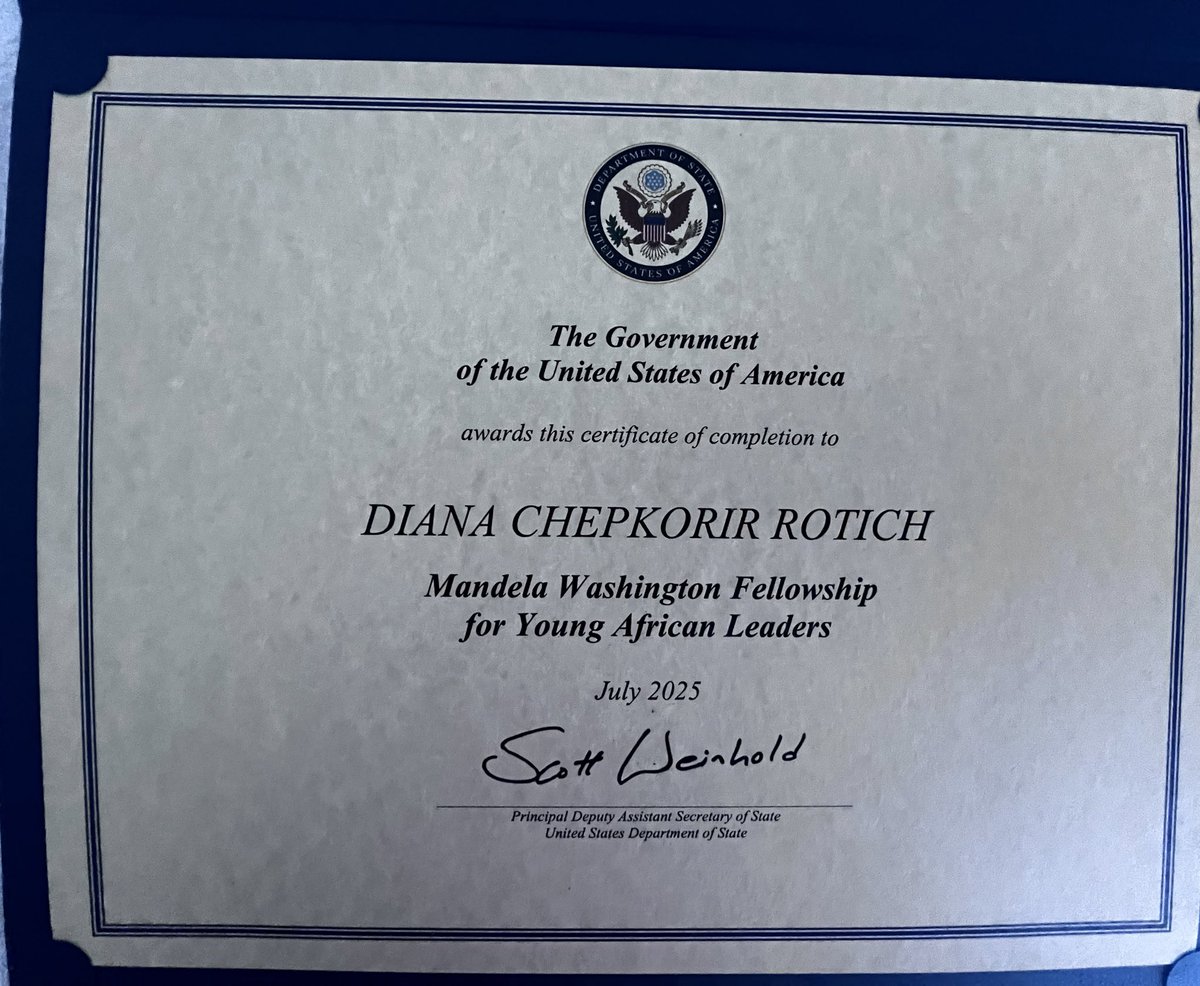 DEPARTMENT OF STATE
UNITED STATES OF AMERICA
The Government
of the United States of America
awards this certificate of completion to
DIANA CHEPKORIR ROTICH
Mandela Washington Fellowship
for Young African Leaders
July 2025
Scott Weinhold
Principal Deputy Assistant Secretary of State
United States Department of State